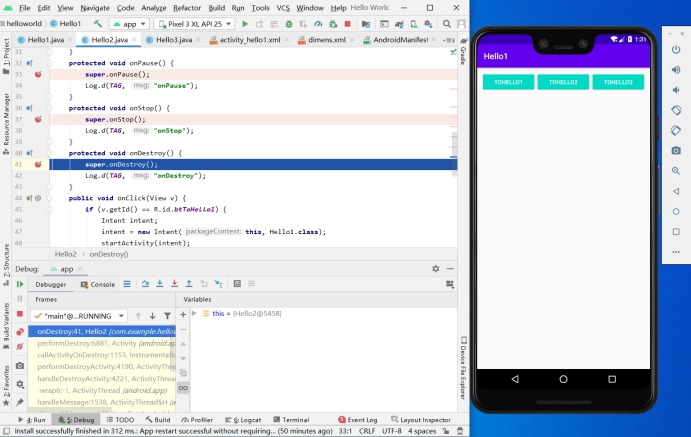 File Edit View Navigate Code Analyze Refactor Build Run Tools VCS Window Help Hello Worlc
helloworld Hello1 app Pixel 3 XL API 25
Hello1.java Hello2.java Hello3.java activity_hello1.xml dimens.xml AndroidManifest
31 }
32 protected void onPause() {
33 super.onPause();
34 Log.d(TAG, msg: "onPause");
35 }
36 protected void onStop() {
37 super.onStop();
38 Log.d(TAG, msg: "onStop");
39 }
40 protected void onDestroy() {
41 super.onDestroy();
42 Log.d(TAG, msg: "onDestroy");
43 }
44 public void onClick(View v) {
45 if (v.getId() == R.id.btToHello1) {
46 Intent intent;
47 intent = new Intent( packageContext: this, Hello1.class);
48 startActivity(intent);
Hello2 › onDestroy()
1: Project
Resource Manager
Z: Structure
Build Variants
2: Favorites
Gradle
Device File Explorer
Debug: app
Debugger Console
Frames Variables
"main"@...RUNNING
this = {Hello2@5458}
onDestroy:41, Hello2 (com.example.hellow
performDestroy:6881, Activity (android.ap
callActivityOnDestroy:1153, Instrumentatio
performDestroyActivity:4190, ActivityThre
handleDestroyActivity:4221, ActivityThread
-wrap6:-1, ActivityThread (android.app)
handleMessage:1538, ActivityThread$H (a
4: Run 5: Debug TODO Build Profiler 6: Logcat Terminal Event Log Layout Inspector
Install successfully finished in 312 ms.: App restart successful without requiring... (50 minutes ago) 33:1 CRLF UTF-8 4 spaces
1:31
Hello1
TOHELLO1 TOHELLO2 TOHELLO3